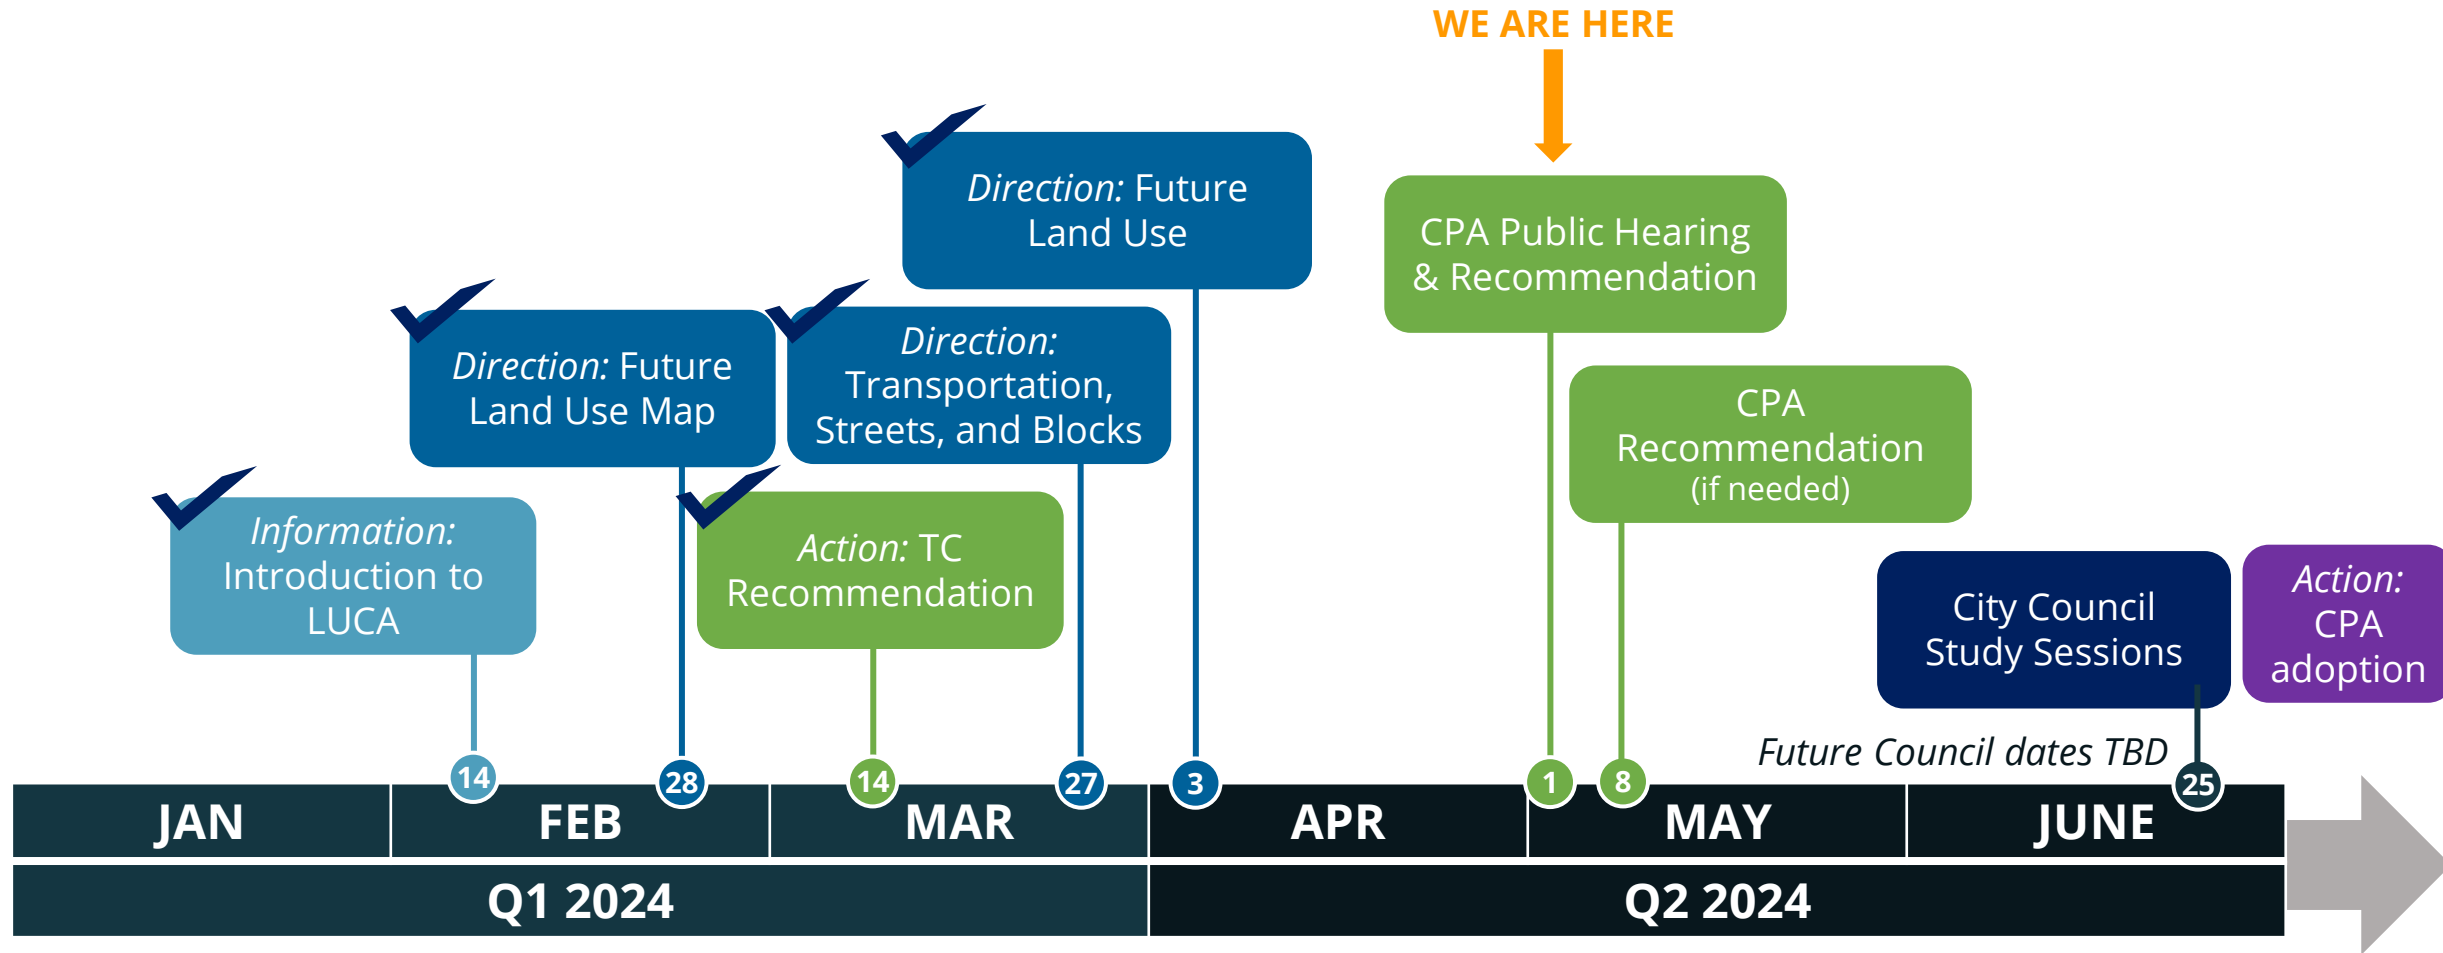 WE ARE HERE
Direction: Future
Land Use
CPA Public Hearing
& Recommendation
Direction: Future
Land Use Map
Direction:
Transportation,
Streets, and Blocks
CPA
Recommendation
(if needed)
Information:
Introduction to
LUCA
Action: TC
Recommendation
City Council
Study Sessions
Action:
CPA
adoption
Future Council dates TBD
14
28
14
27
3
1
8
25
JAN
FEB
MAR
APR
MAY
JUNE
Q1 2024
Q2 2024